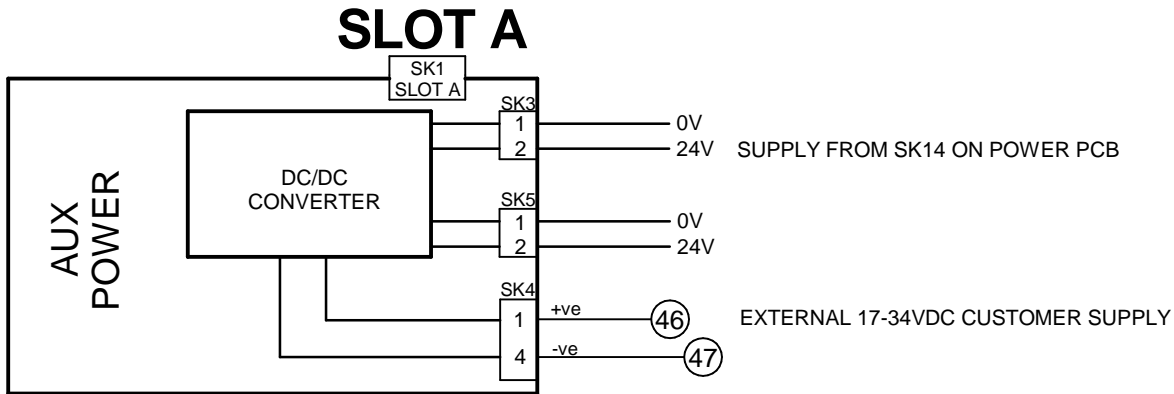 SLOT A
SK1
SLOT A
SK3
1
0V
2
24V
SUPPLY FROM SK14 ON POWER PCB
DC/DC
CONVERTER
AUX
POWER
SK5
1
0V
2
24V
SK4
1
+ve
46
EXTERNAL 17-34VDC CUSTOMER SUPPLY
4
-ve
47